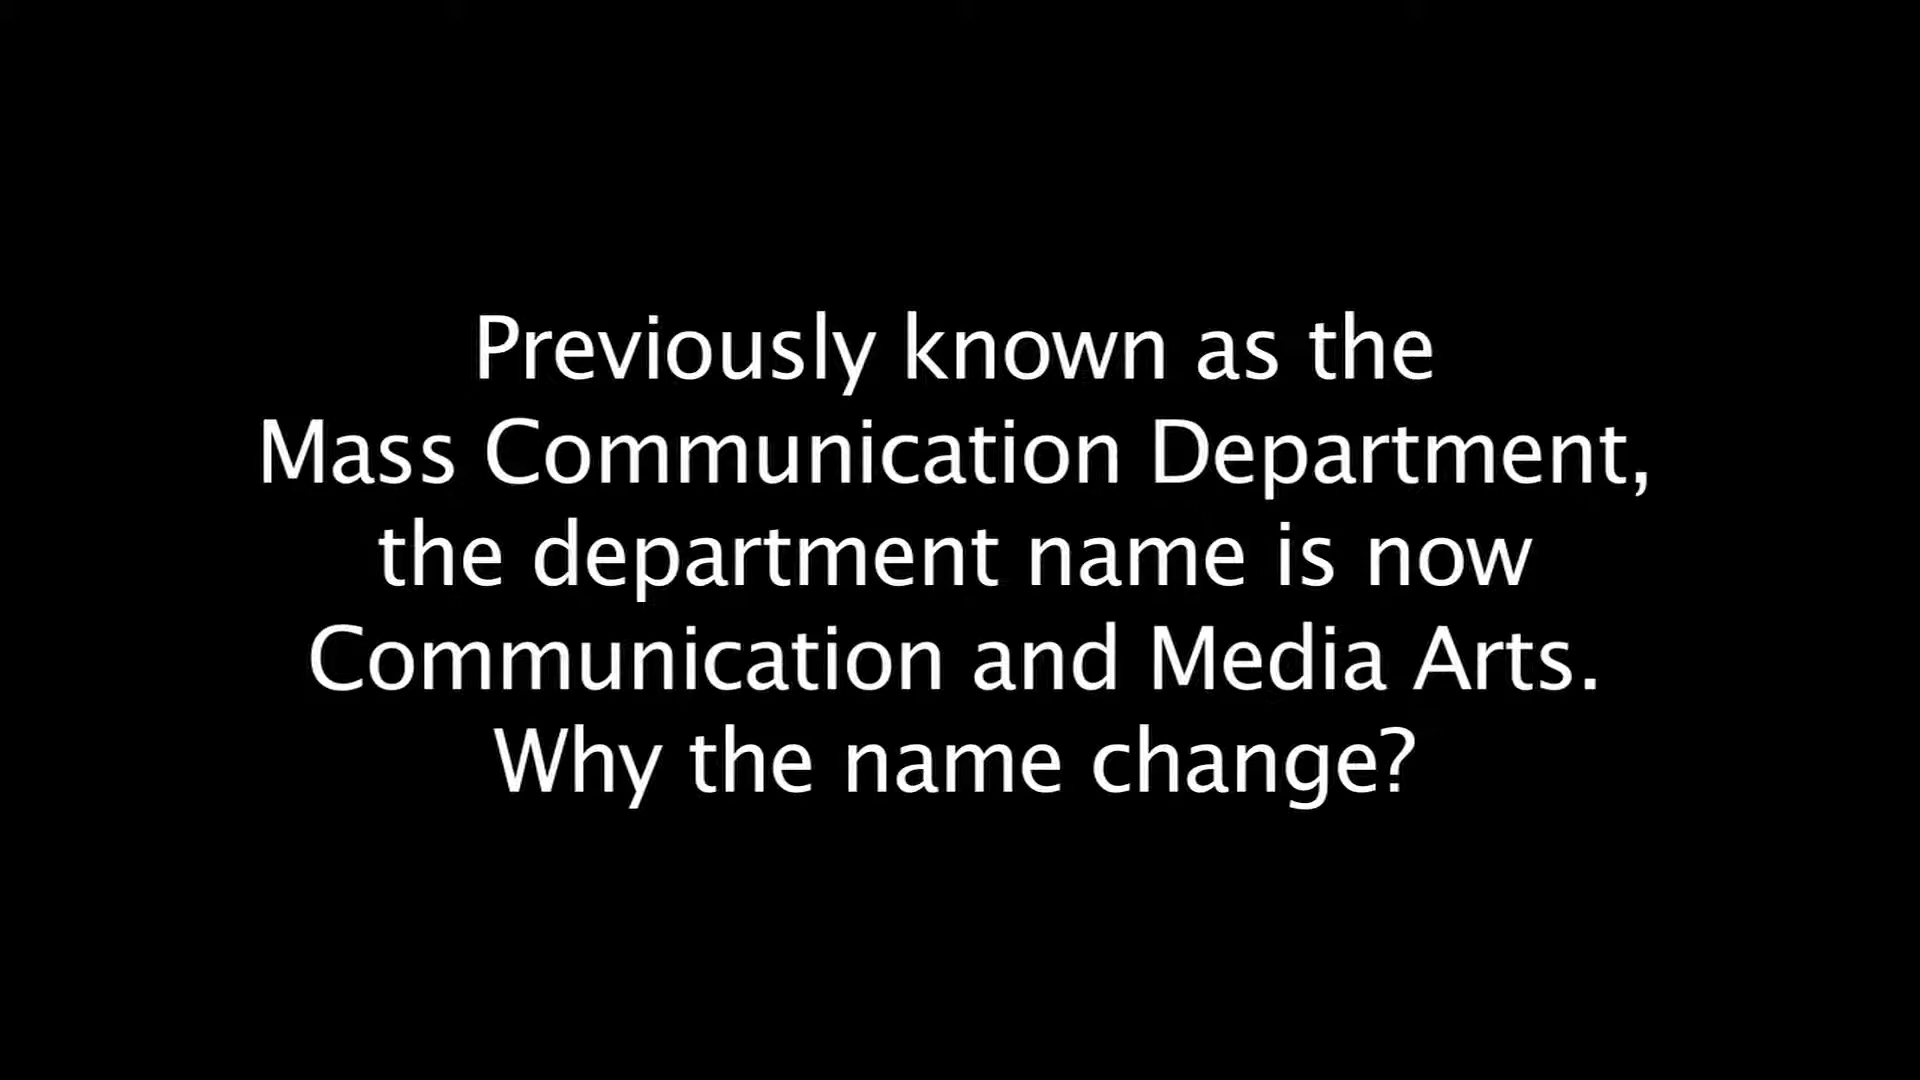 Previously known as the
Mass Communication Department,
the department name is now
Communication and Media Arts.
Why the name change?